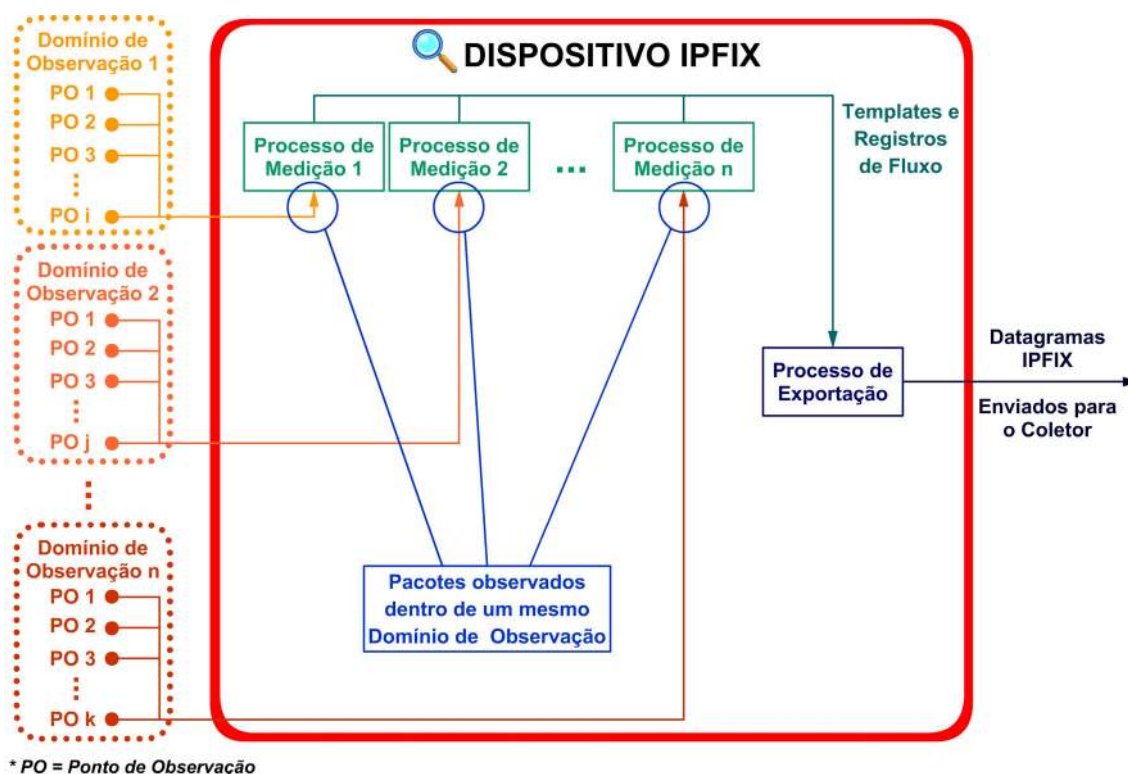 Domínio de
Observação 1
PO 1
PO 2
PO 3
PO i
Domínio de
Observação 2
PO 1
PO 2
PO 3
PO j
Domínio de
Observação n
PO 1
PO 2
PO 3
PO k
* PO = Ponto de Observação
DISPOSITIVO IPFIX
Processo de
Medição 1
Processo de
Medição 2
...
Processo de
Medição n
Templates e
Registros
de Fluxo
Processo de
Exportação
Pacotes observados
dentro de um mesmo
Domínio de Observação
Datagramas
IPFIX
Enviados para
o Coletor